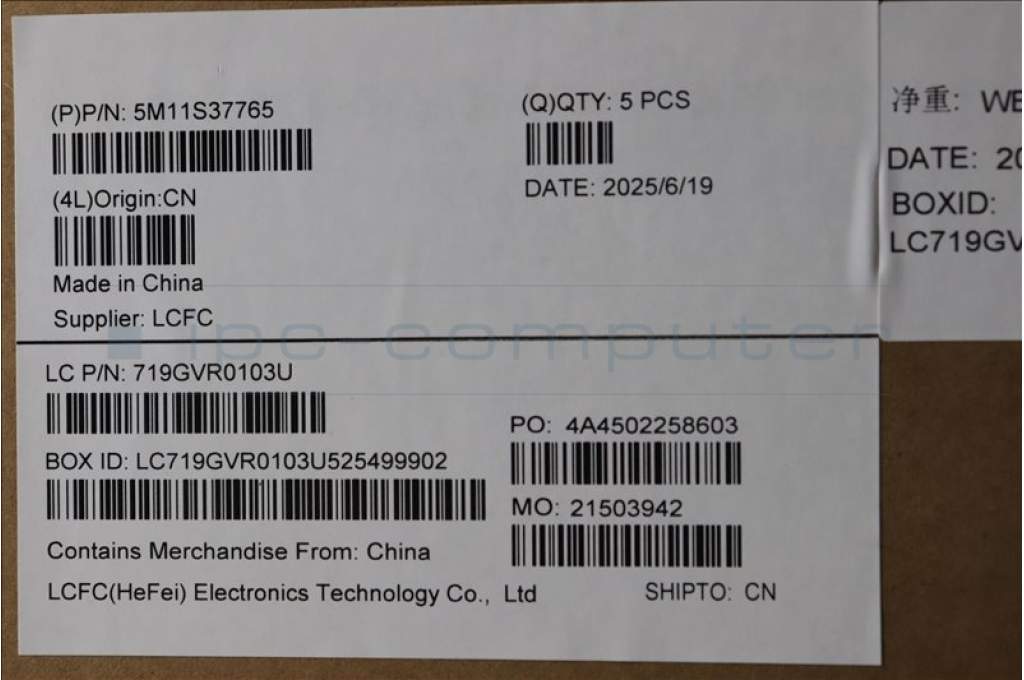 (P)P/N: 5M11S37765
(Q)QTY: 5 PCS
DATE: 2025/6/19
(4L)Origin:CN
Made in China
Supplier: LCFC
净重: WE
DATE: 20
BOXID:
LC719GV
ipc-computer
LC P/N: 719GVR0103U
PO: 4A4502258603
BOX ID: LC719GVR0103U525499902
MO: 21503942
Contains Merchandise From: China
LCFC(HeFei) Electronics Technology Co., Ltd
SHIPTO: CN